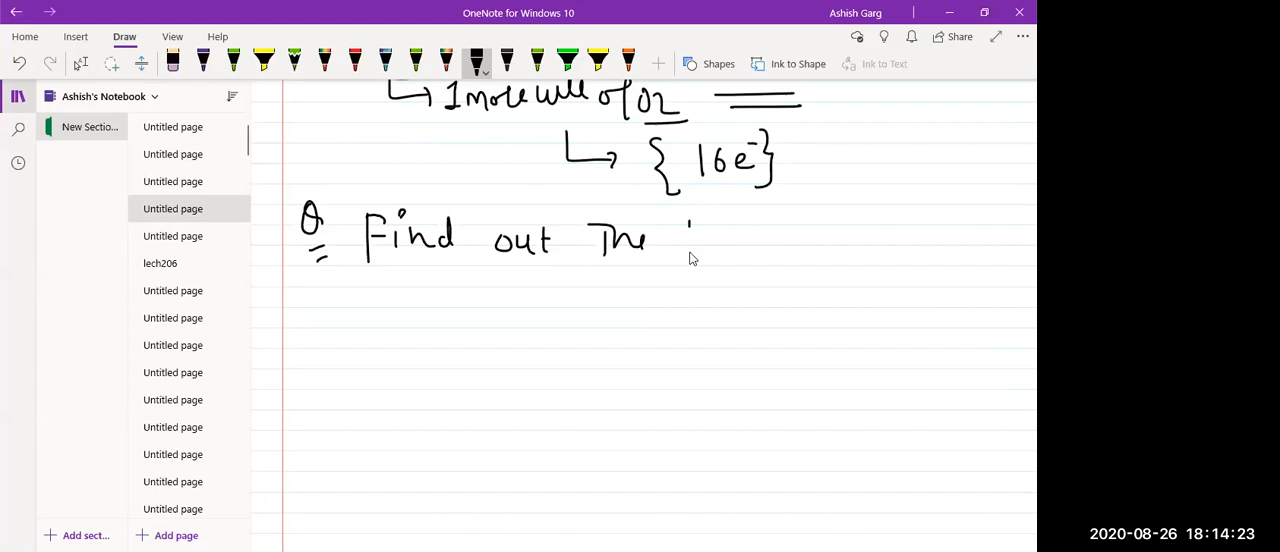 OneNote for Windows 10
Ashish Garg
Home Insert Draw View Help
Share
Shapes Ink to Shape Ink to Text
Ashish's Notebook
New Sectio...
Untitled page
Untitled page
Untitled page
Untitled page
Untitled page
lech206
Untitled page
Untitled page
Untitled page
Untitled page
Untitled page
Untitled page
Untitled page
Untitled page
Untitled page
Add sect...
Add page
1 molecule of O2
{ 16 e⁻ }
Q Find out The
2020-08-26 18:14:23